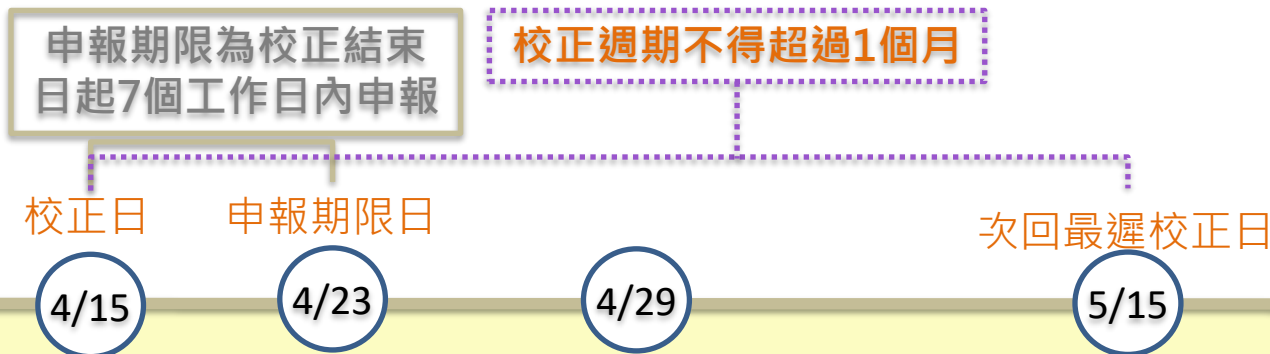 申報期限為校正結束
日起7個工作日內申報
校正週期不得超過1個月
校正日
申報期限日
次回最遲校正日
4/15
4/23
4/29
5/15